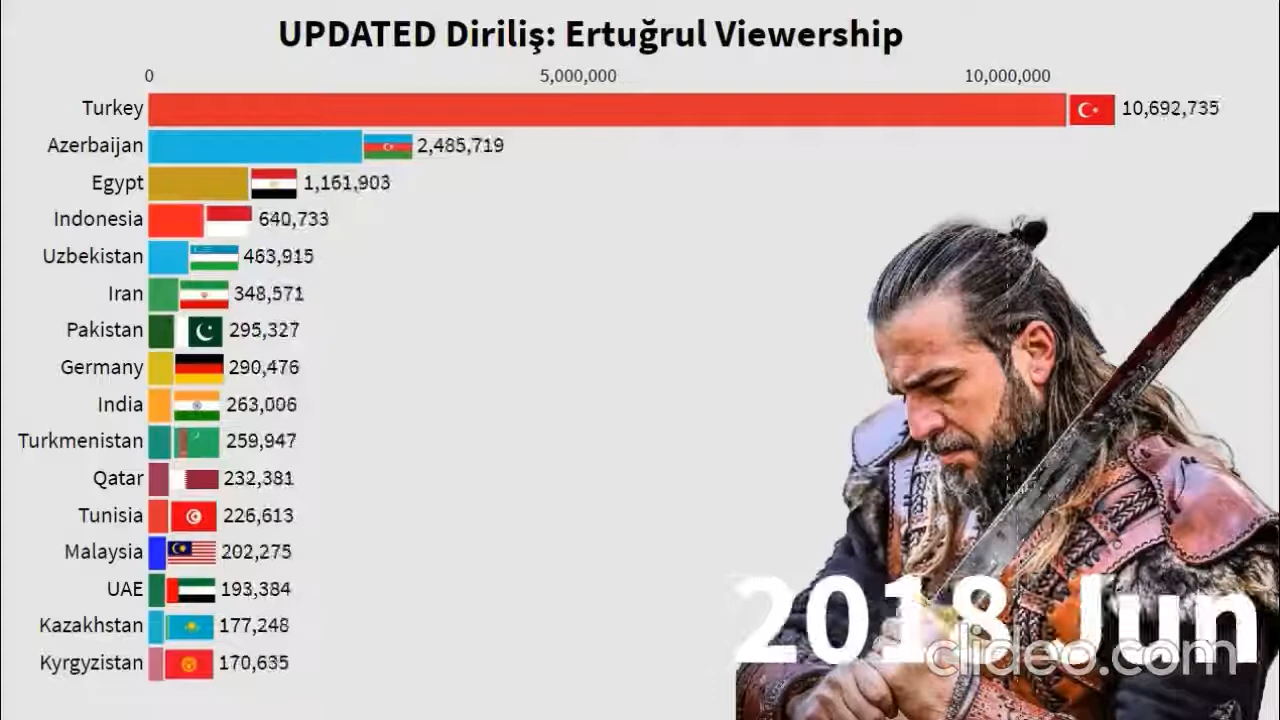 UPDATED Diriliş: Ertuğrul Viewership
0 5,000,000 10,000,000
Turkey 10,692,735
Azerbaijan 2,485,719
Egypt 1,161,903
Indonesia 640,733
Uzbekistan 463,915
Iran 348,571
Pakistan 295,327
Germany 290,476
India 263,006
Turkmenistan 259,947
Qatar 232,381
Tunisia 226,613
Malaysia 202,275
UAE 193,384
Kazakhstan 177,248
Kyrgyzistan 170,635
2018 Jun
clideo.com